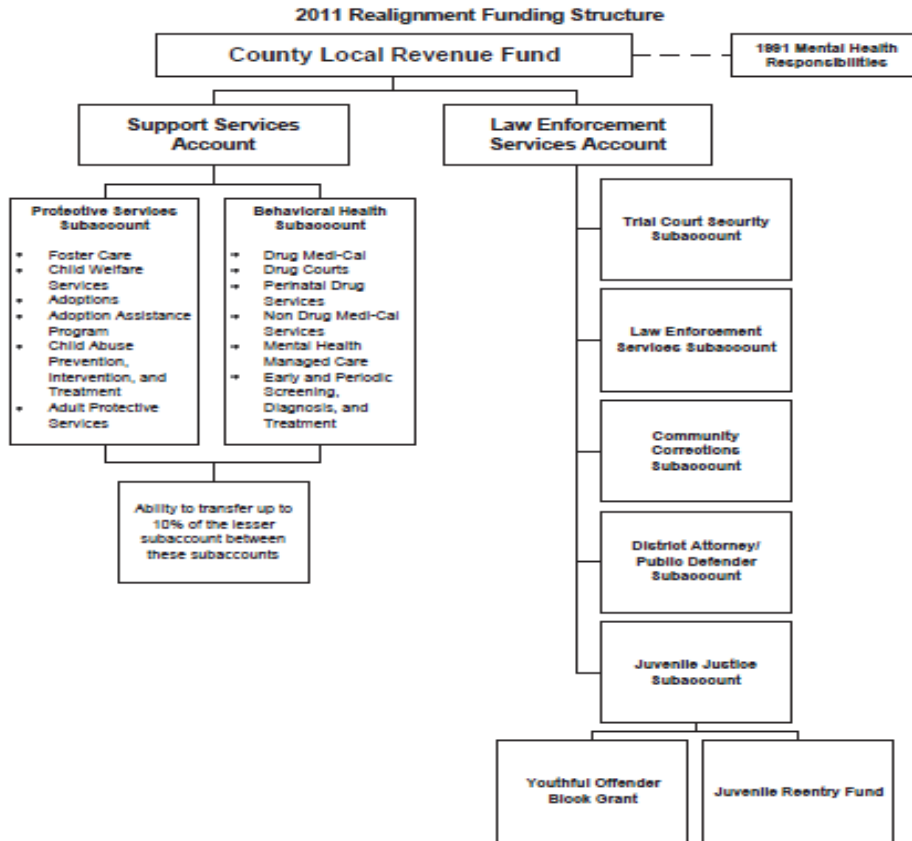 2011 Realignment Funding Structure
County Local Revenue Fund
1991 Mental Health
Responsibilities
Support Services
Account
Law Enforcement
Services Account
Protective Services
Subaccount
• Foster Care
• Child Welfare
Services
• Adoptions
• Adoption Assistance
Program
• Child Abuse
Prevention,
Intervention, and
Treatment
• Adult Protective
Services
Behavioral Health
Subaccount
• Drug Medi-Cal
• Drug Courts
• Perinatal Drug
Services
• Non Drug Medi-Cal
Services
• Mental Health
Managed Care
• Early and Periodic
Screening,
Diagnosis, and
Treatment
Ability to transfer up to
10% of the lesser
subaccount between
these subaccounts
Trial Court Security
Subaccount
Law Enforcement
Services Subaccount
Community
Corrections
Subaccount
District Attorney/
Public Defender
Subaccount
Juvenile Justice
Subaccount
Youthful Offender
Block Grant
Juvenile Reentry Fund